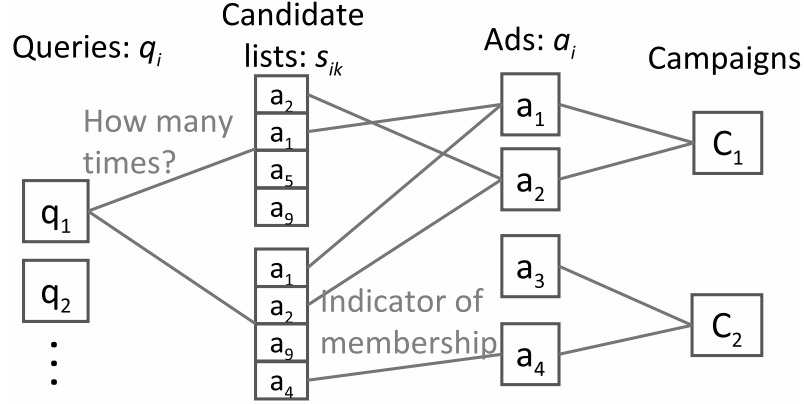 Queries: qi
Candidate
lists: sik
Ads: ai
Campaigns
How many
times?
q1
q2
a2
a1
a5
a9
a1
a2
a9
a4
Indicator of
membership
a1
a2
a3
a4
C1
C2